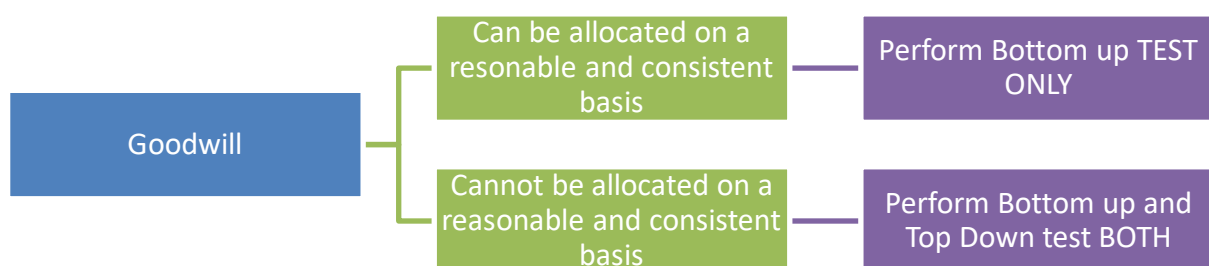 Goodwill
Can be allocated on a
resonable and consistent
basis
Perform Bottom up TEST
ONLY
Cannot be allocated on a
reasonable and consistent
basis
Perform Bottom up and
Top Down test BOTH